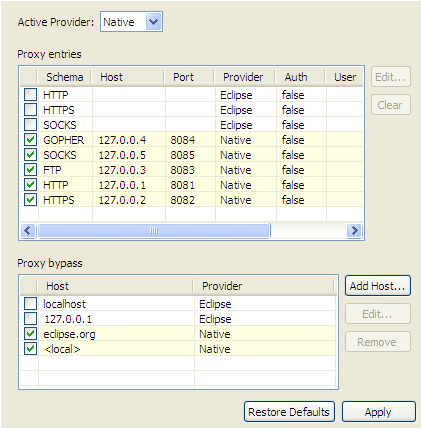 Active Provider: Native
Proxy entries
Schema Host Port Provider Auth User
HTTP Eclipse false
HTTPS Eclipse false
SOCKS Eclipse false
GOPHER 127.0.0.4 8084 Native false
SOCKS 127.0.0.5 8085 Native false
FTP 127.0.0.3 8083 Native false
HTTP 127.0.0.1 8081 Native false
HTTPS 127.0.0.2 8082 Native false
Edit...
Clear
Proxy bypass
Host Provider
localhost Eclipse
127.0.0.1 Eclipse
eclipse.org Native
<local> Native
Add Host...
Edit...
Remove
Restore Defaults Apply